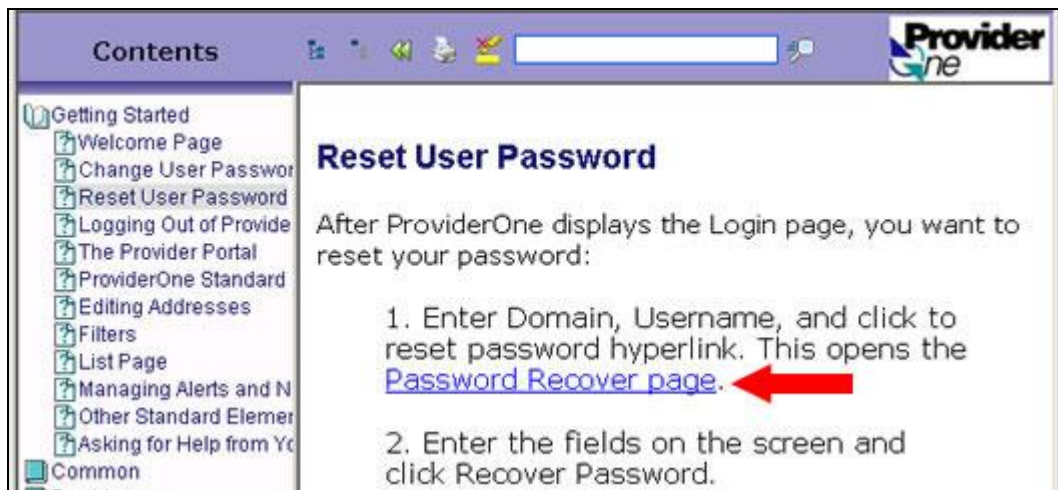 Contents
Provider
One
Getting Started
Welcome Page
Change User Passwor
Reset User Password
Logging Out of Provide
The Provider Portal
ProviderOne Standard
Editing Addresses
Filters
List Page
Managing Alerts and N
Other Standard Elemen
Asking for Help from Yo
Common
Reset User Password
After ProviderOne displays the Login page, you want to
reset your password:
1. Enter Domain, Username, and click to
reset password hyperlink. This opens the
Password Recover page.
2. Enter the fields on the screen and
click Recover Password.